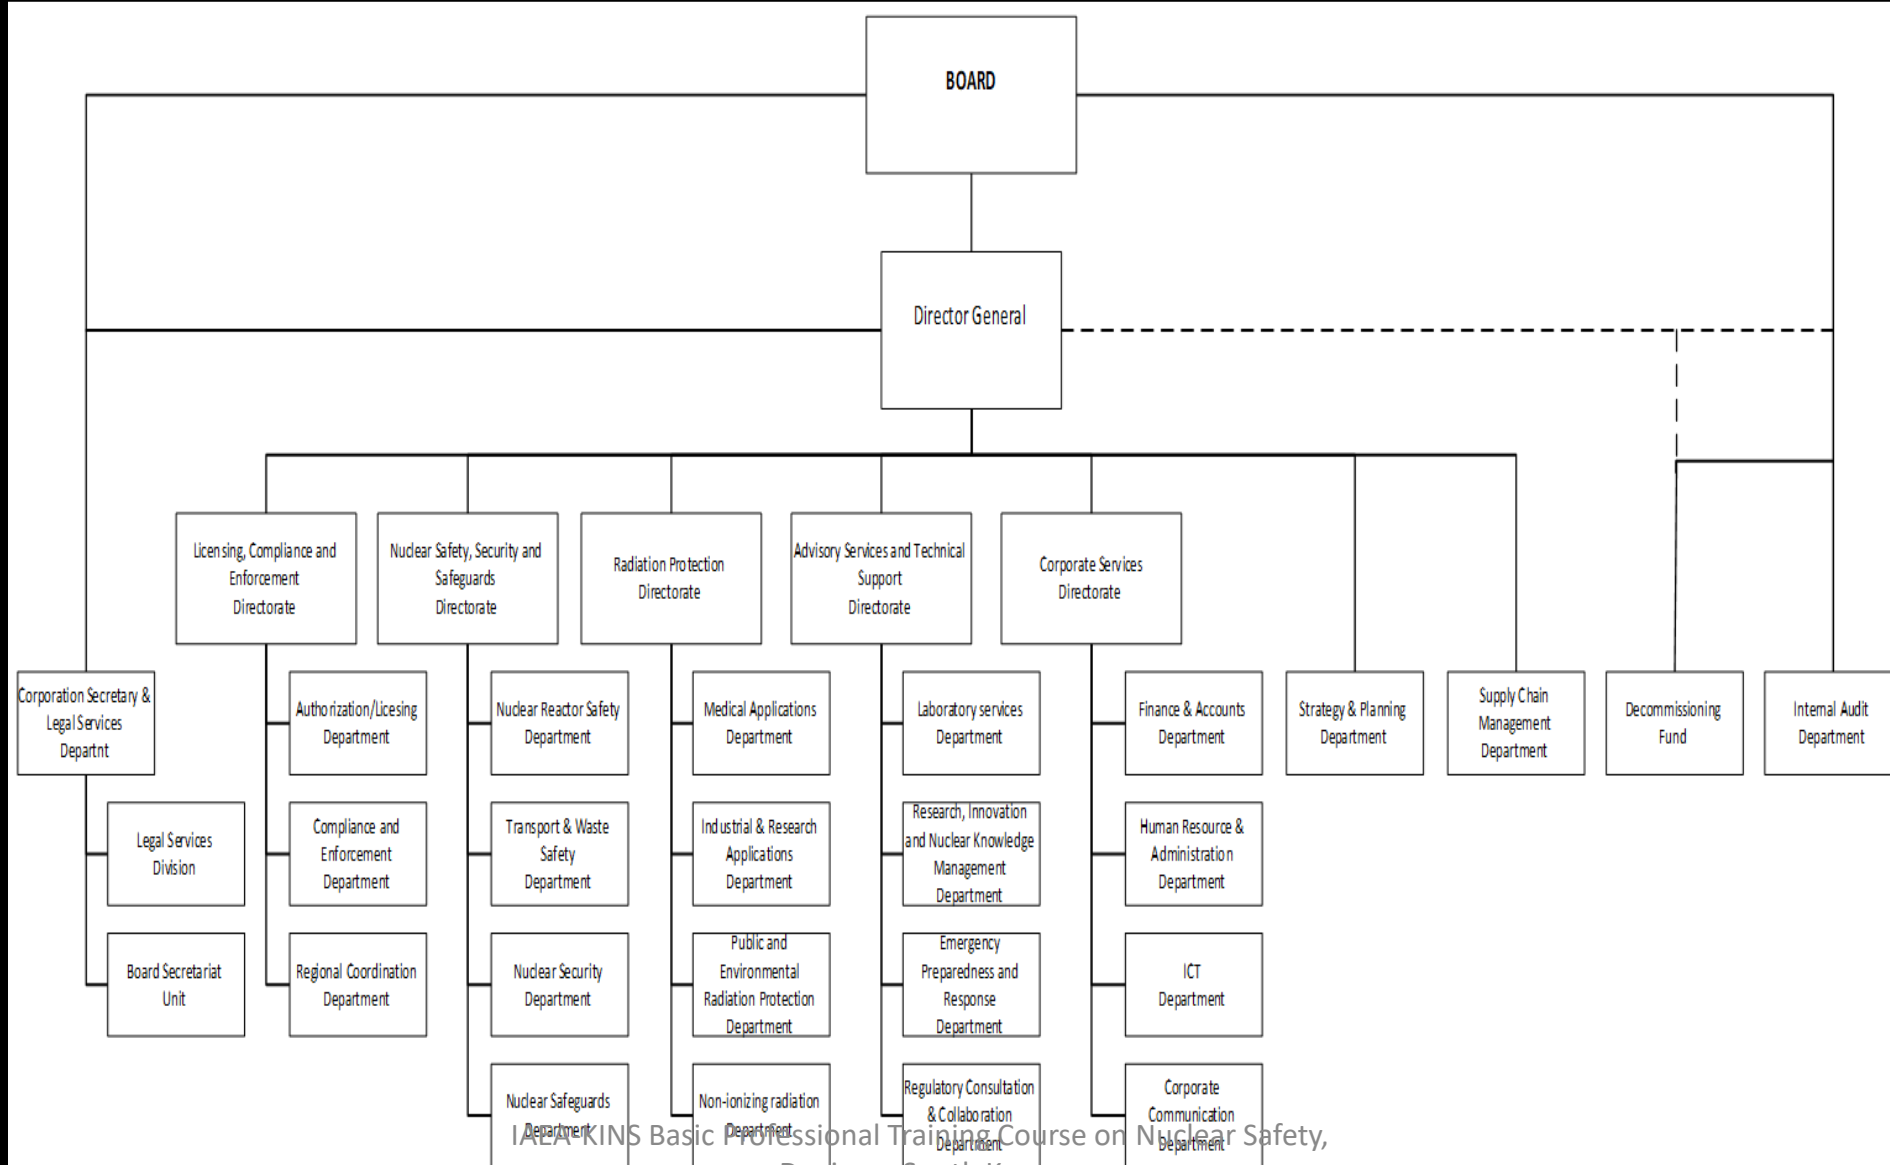 BOARD
Director General
Licensing, Compliance and
Enforcement
Directorate
Nuclear Safety, Security and
Safeguards
Directorate
Radiation Protection
Directorate
Advisory Services and Technical
Support
Directorate
Corporate Services
Directorate
Corporation Secretary &
Legal Services
Departnt
Authorization/Licesing
Department
Nuclear Reactor Safety
Department
Medical Applications
Department
Laboratory services
Department
Finance & Accounts
Department
Strategy & Planning
Department
Supply Chain
Management
Department
Decommissioning
Fund
Internal Audit
Department
Legal Services
Division
Compliance and
Enforcement
Department
Transport & Waste
Safety
Department
Industrial & Research
Applications
Department
Research, Innovation
and Nuclear Knowledge
Management
Department
Human Resource &
Administration
Department
Board Secretariat
Unit
Regional Coordination
Department
Nuclear Security
Department
Public and
Environmental
Radiation Protection
Department
Emergency
Preparedness and
Response
Department
ICT
Department
Nuclear Safeguards
Department
Non-ionizing radiation
Department
Regulatory Consultation
& Collaboration
Department
Corporate
Communication
Department
IAEA-KINS Basic Professional Training Course on Nuclear Safety,